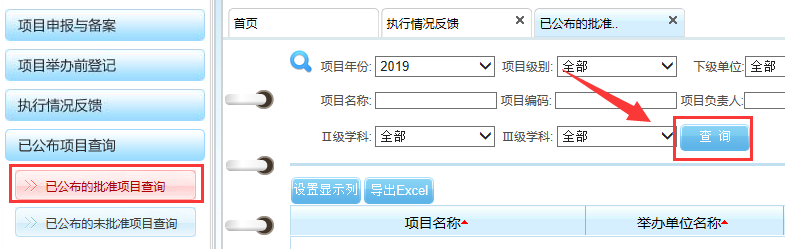 项目申报与备案
项目举办前登记
执行情况反馈
已公布项目查询
已公布的批准项目查询
已公布的未批准项目查询
首页 执行情况反馈 已公布的批准..
项目年份: 2019 项目级别: 全部 下级单位: 全部
项目名称: 项目编码: 项目负责人:
II级学科: 全部 III级学科: 全部 查 询
设置显示列 导出Excel
项目名称 举办单位名称